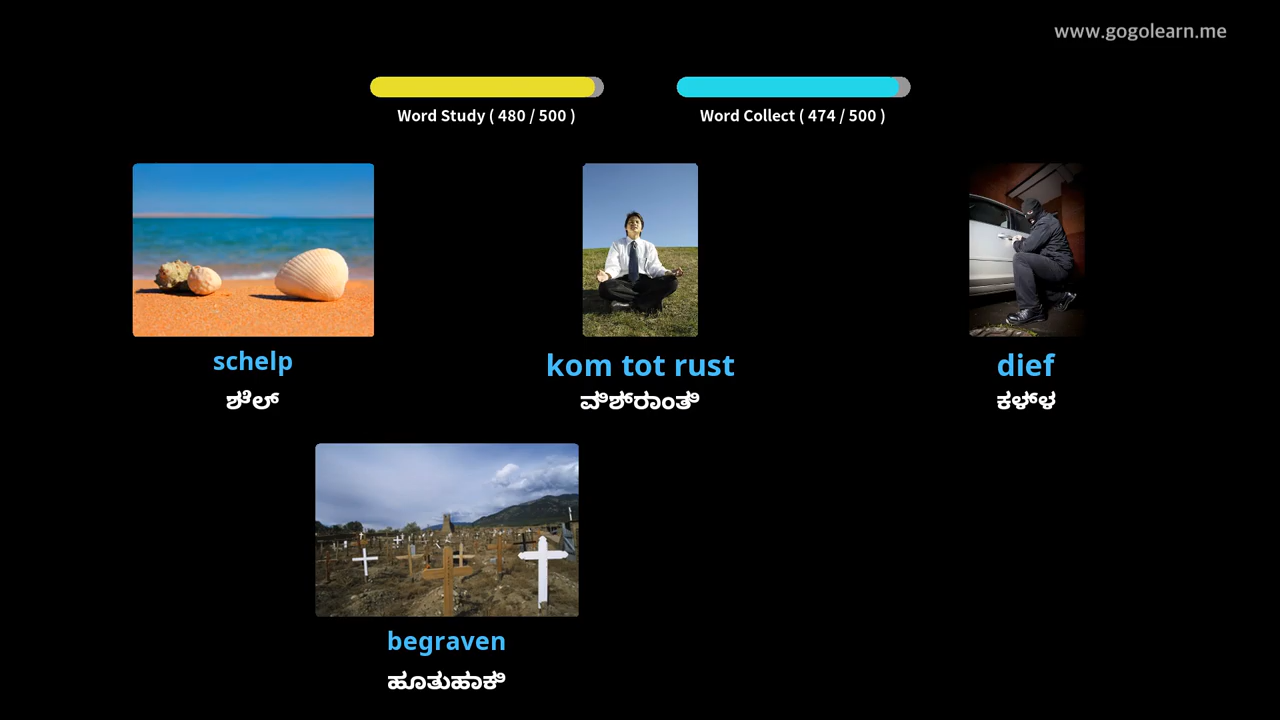 www.gogolearn.me
Word Study ( 480 / 500 )
Word Collect ( 474 / 500 )
schelp
ಶೆಲ್
kom tot rust
ವಿಶ್ರಾಂತಿ
dief
ಕಳ್ಳ
begraven
ಹೂತುಹಾಕಿ